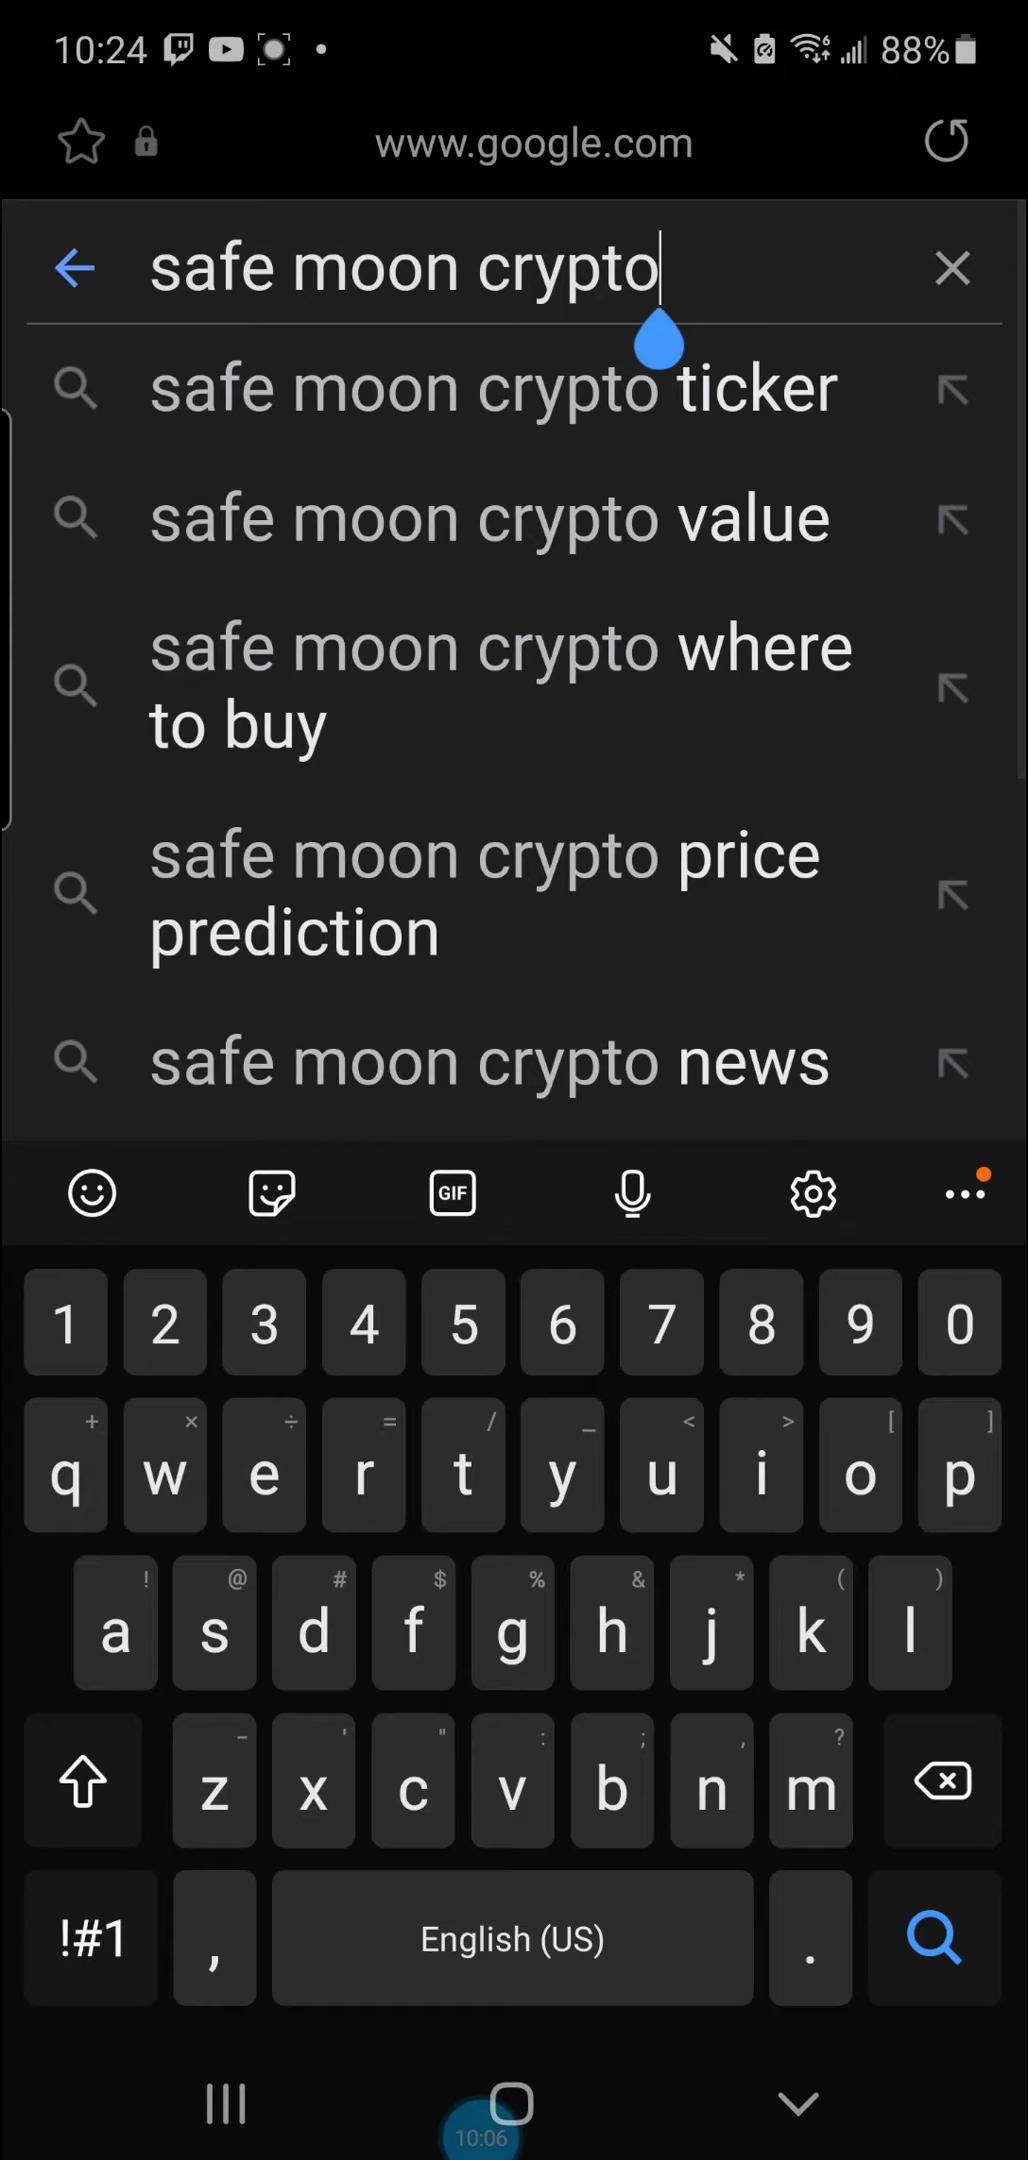 10:24 88%
www.google.com
safe moon crypto
safe moon crypto ticker
safe moon crypto value
safe moon crypto where
to buy
safe moon crypto price
prediction
safe moon crypto news
GIF
1 2 3 4 5 6 7 8 9 0
+ × ÷ = / _ < > [ ]
q w e r t y u i o p
! @ # $ % & * ( )
a s d f g h j k l
- ' " : ; , ?
z x c v b n m
!#1 , English (US) .
10:06